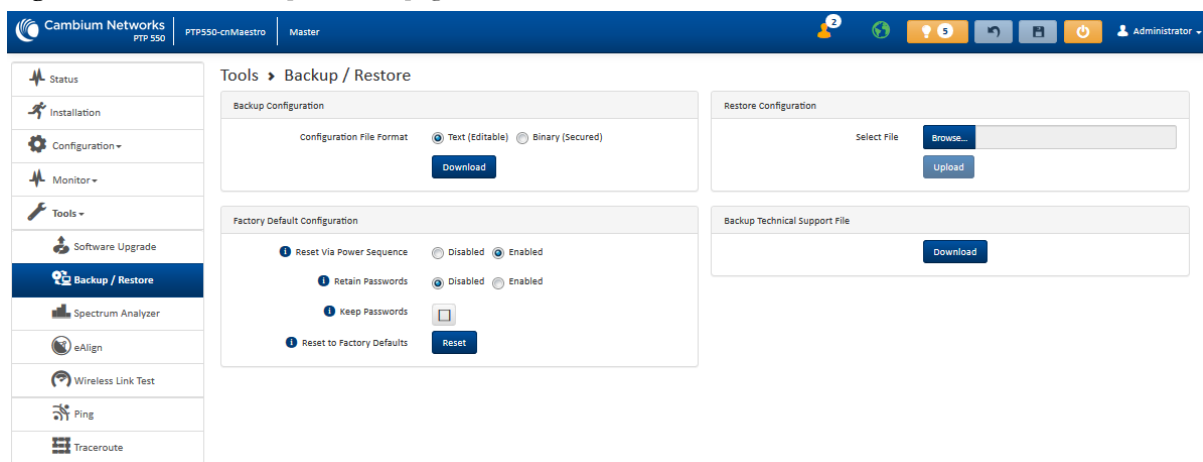 Cambium Networks
PTP 550
PTP550-cnMaestro
Master
2
5
Administrator
Status
Installation
Configuration
Monitor
Tools
Software Upgrade
Backup / Restore
Spectrum Analyzer
eAlign
Wireless Link Test
Ping
Traceroute
Tools > Backup / Restore
Backup Configuration
Configuration File Format Text (Editable) Binary (Secured)
Download
Restore Configuration
Select File Browse...
Upload
Factory Default Configuration
Reset Via Power Sequence Disabled Enabled
Retain Passwords Disabled Enabled
Keep Passwords
Reset to Factory Defaults Reset
Backup Technical Support File
Download